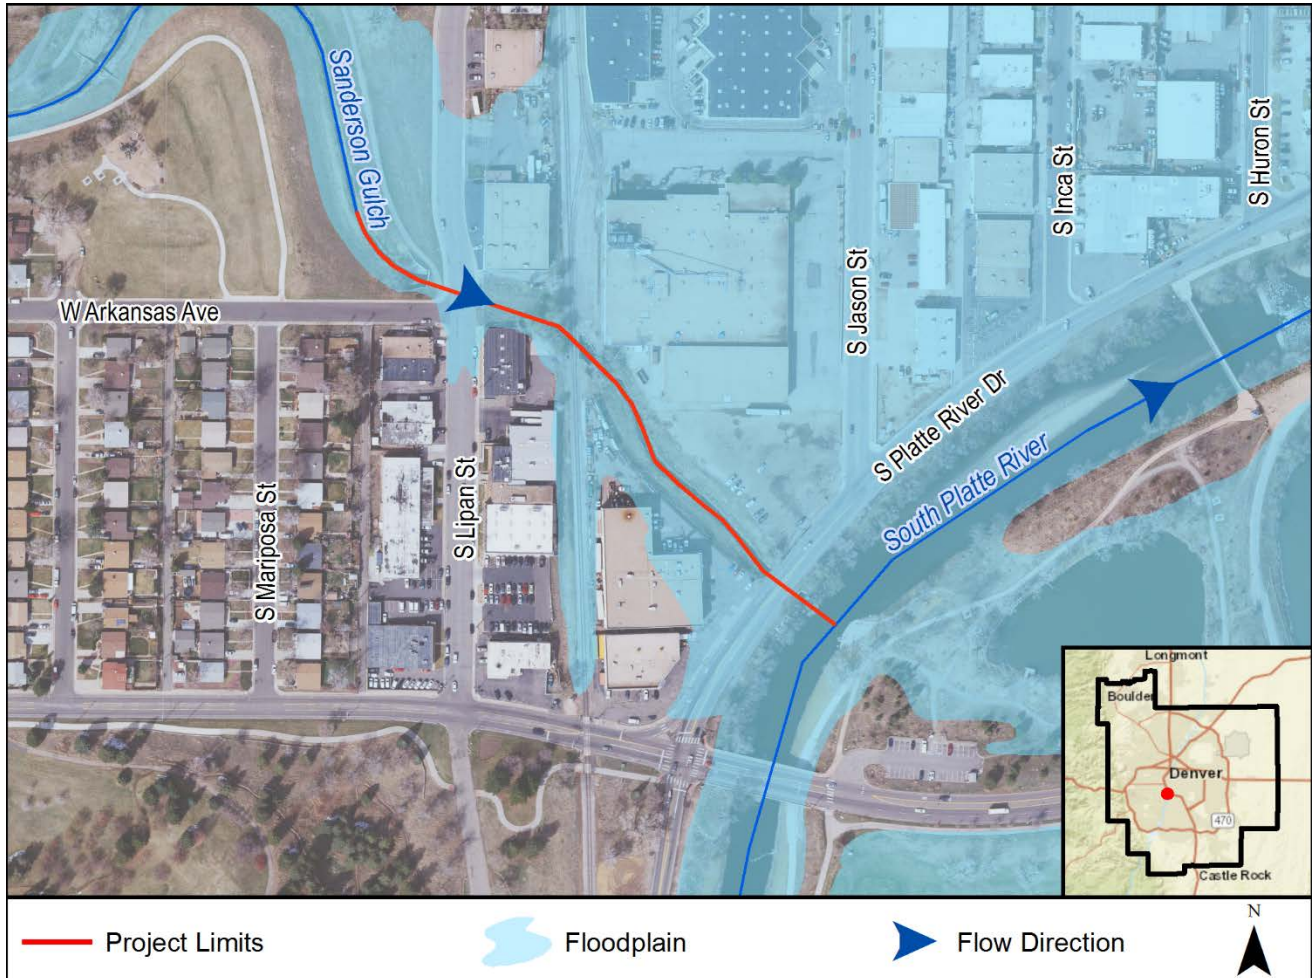 Sanderson Gulch
S Huron St
S Inca St
W Arkansas Ave
S Jason St
S Platte River Dr
South Platte River
S Lipan St
S Mariposa St
Longmont
Boulder
Denver
470
Castle Rock
N
Project Limits
Floodplain
Flow Direction